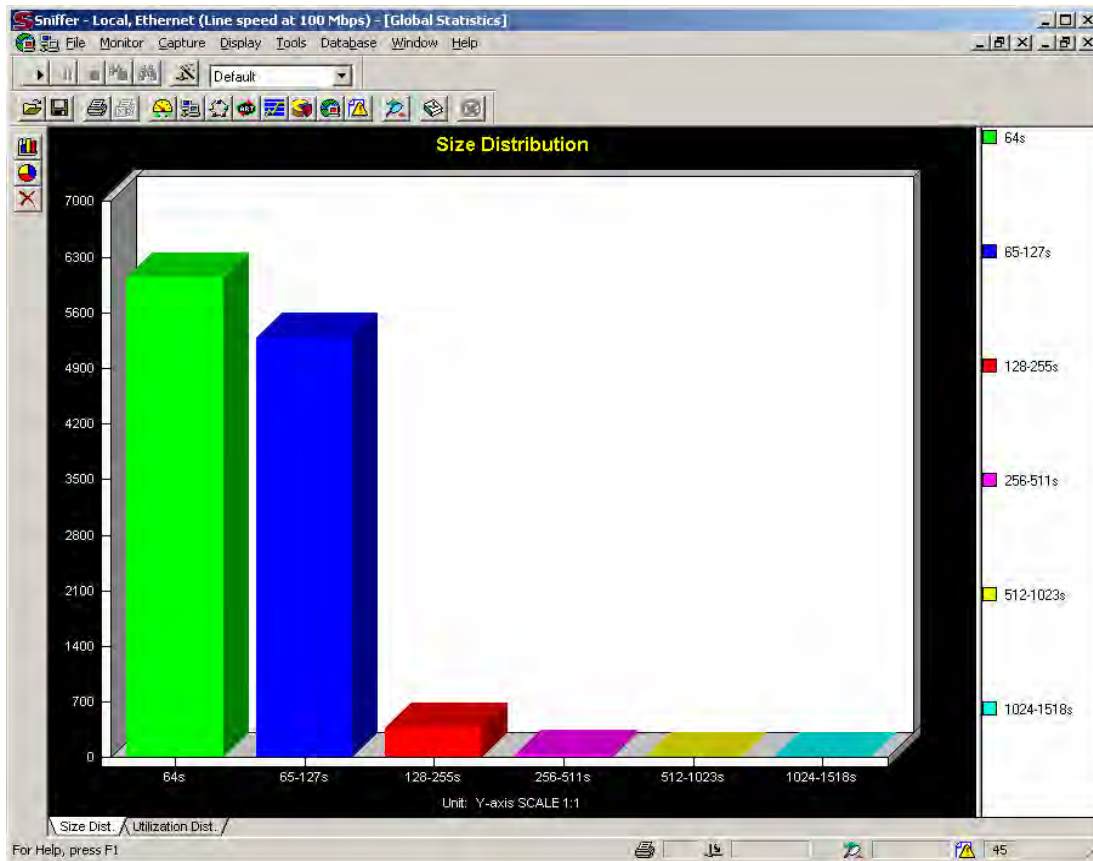 Sniffer - Local, Ethernet (Line speed at 100 Mbps) - [Global Statistics]
File Monitor Capture Display Tools Database Window Help
Default
ART
Size Distribution
7000
6300
5600
4900
4200
3500
2800
2100
1400
700
0
64s 65-127s 128-255s 256-511s 512-1023s 1024-1518s
Unit: Y-axis SCALE 1:1
64s
65-127s
128-255s
256-511s
512-1023s
1024-1518s
Size Dist. Utilization Dist.
For Help, press F1
45